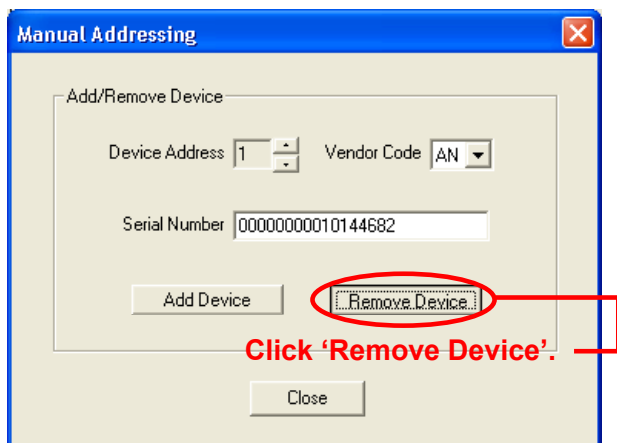 Manual Addressing
Add/Remove Device
Device Address 1 Vendor Code AN
Serial Number 00000000010144682
Add Device Remove Device
Click ‘Remove Device’.
Close